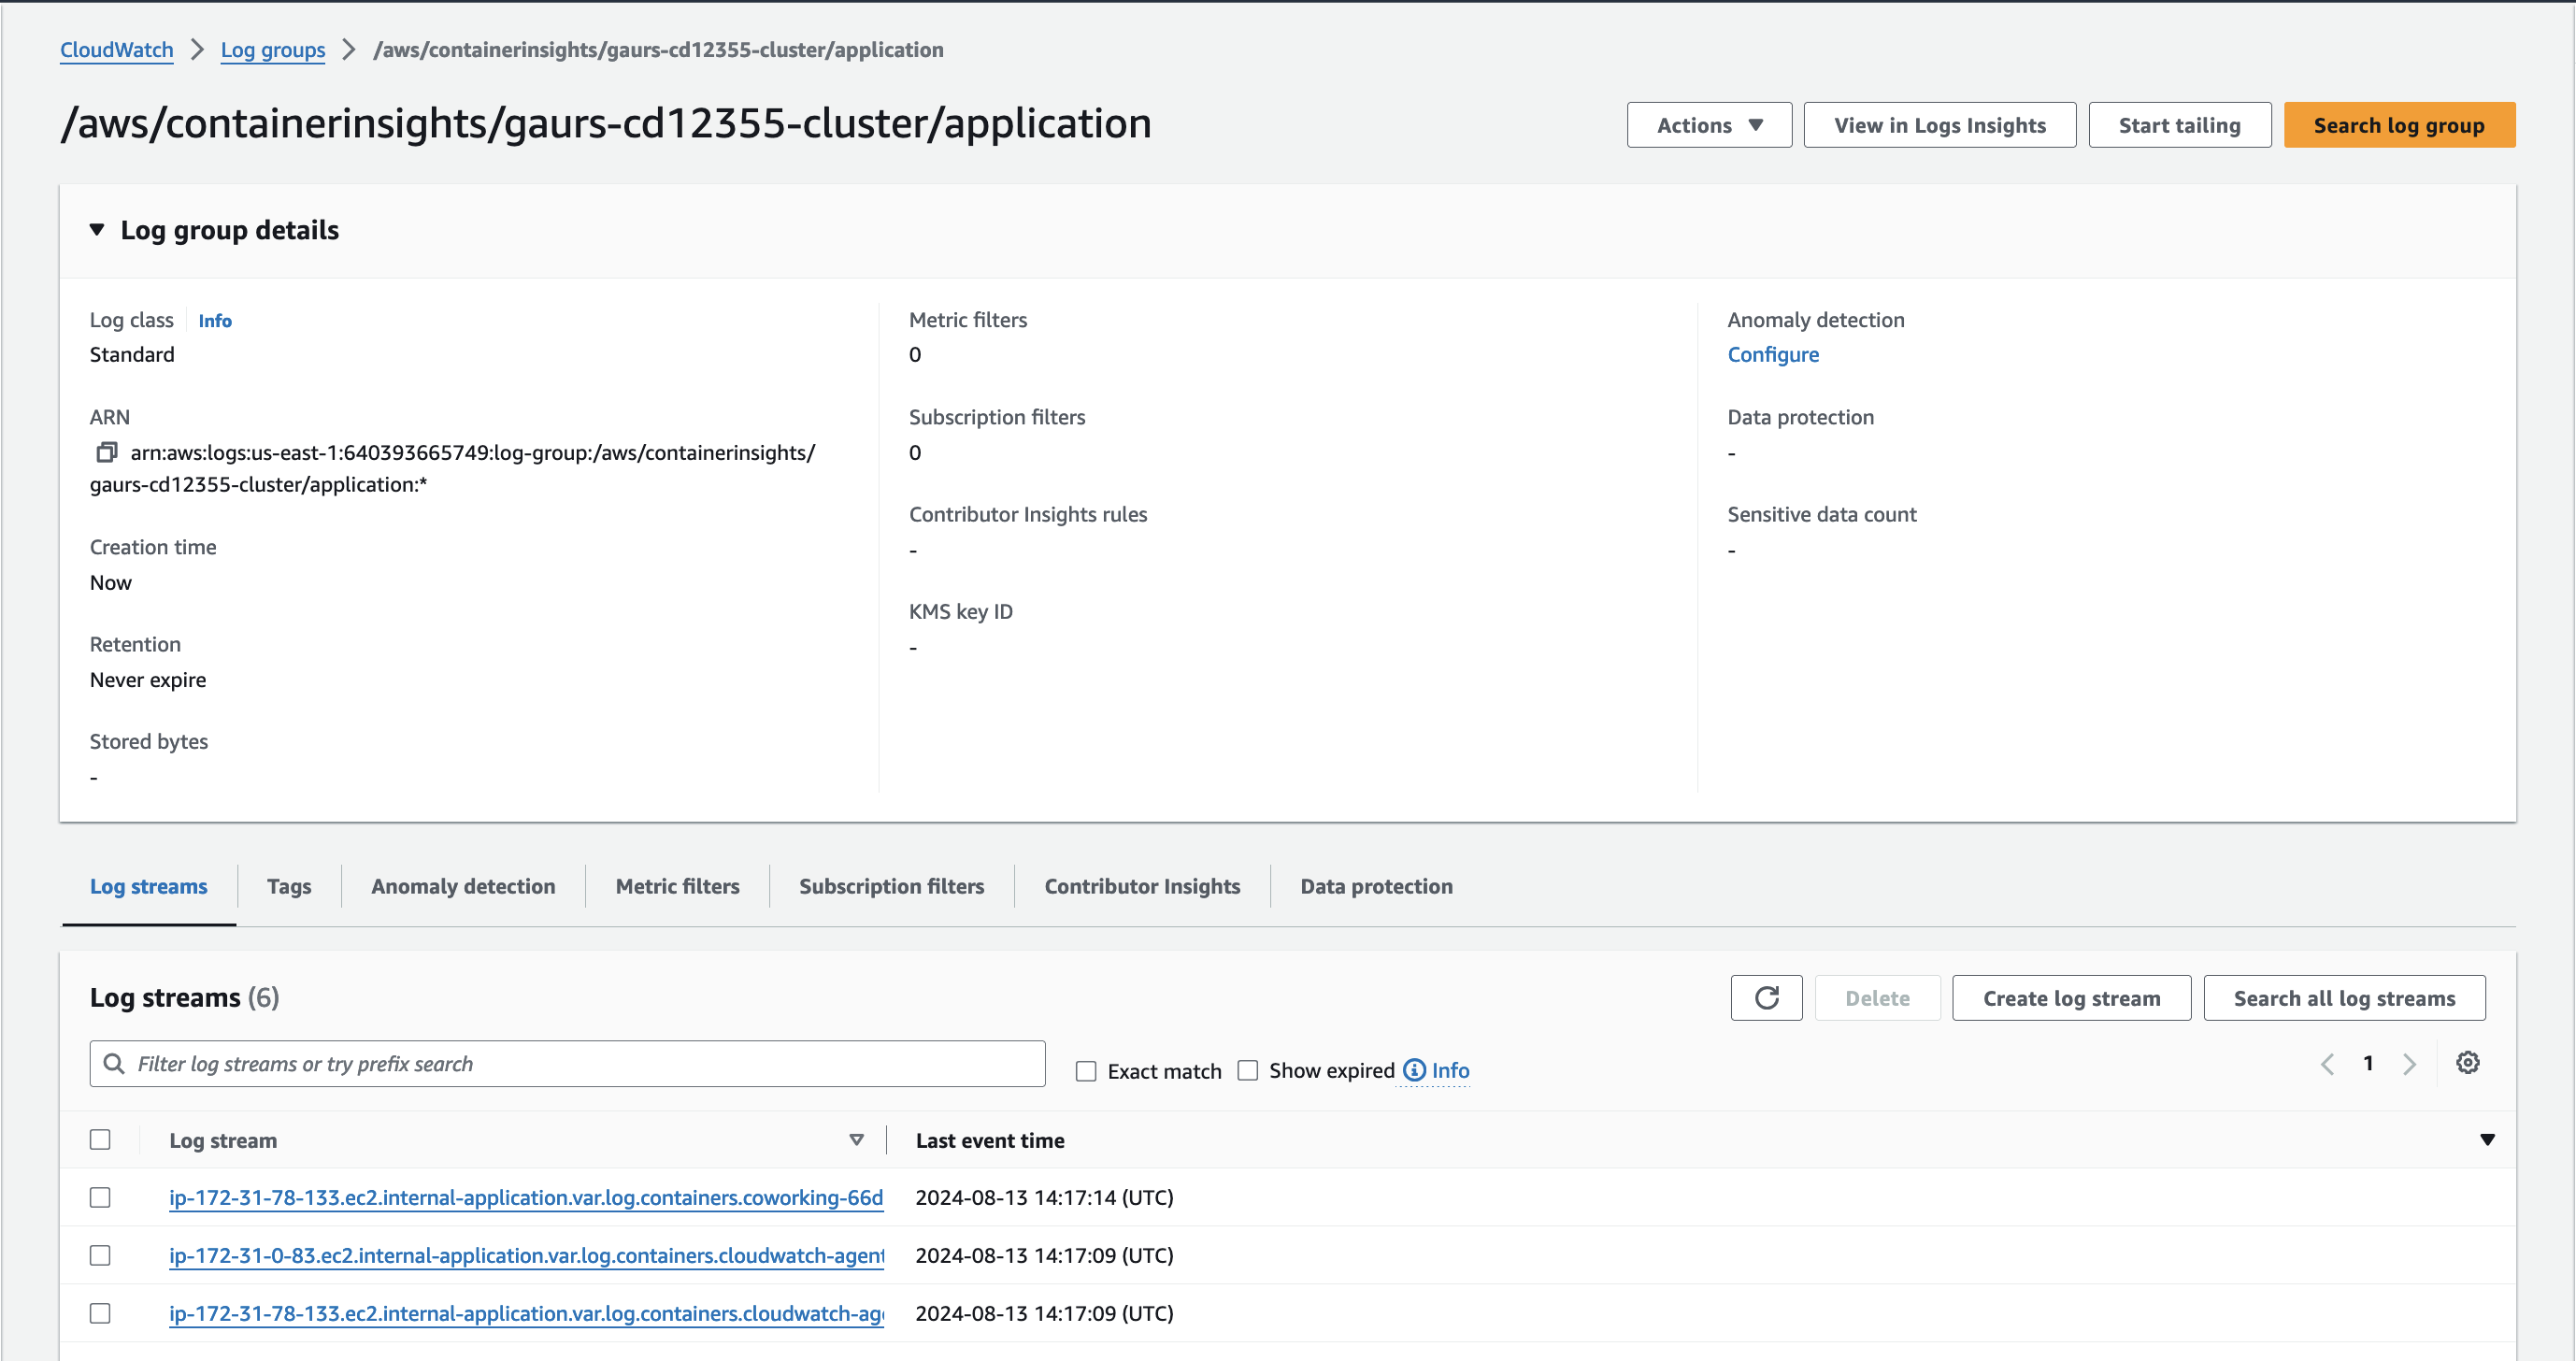 CloudWatch > Log groups > /aws/containerinsights/gaurs-cd12355-cluster/application
/aws/containerinsights/gaurs-cd12355-cluster/application
Actions
View in Logs Insights
Start tailing
Search log group
Log group details
Log class
Info
Standard
ARN
arn:aws:logs:us-east-1:640393665749:log-group:/aws/containerinsights/
gaurs-cd12355-cluster/application:*
Creation time
Now
Retention
Never expire
Stored bytes
-
Metric filters
0
Subscription filters
0
Contributor Insights rules
-
KMS key ID
-
Anomaly detection
Configure
Data protection
-
Sensitive data count
-
Log streams
Tags
Anomaly detection
Metric filters
Subscription filters
Contributor Insights
Data protection
Log streams (6)
Delete
Create log stream
Search all log streams
Filter log streams or try prefix search
Exact match
Show expired
Info
1
Log stream
Last event time
ip-172-31-78-133.ec2.internal-application.var.log.containers.coworking-66d
2024-08-13 14:17:14 (UTC)
ip-172-31-0-83.ec2.internal-application.var.log.containers.cloudwatch-agent
2024-08-13 14:17:09 (UTC)
ip-172-31-78-133.ec2.internal-application.var.log.containers.cloudwatch-age
2024-08-13 14:17:09 (UTC)